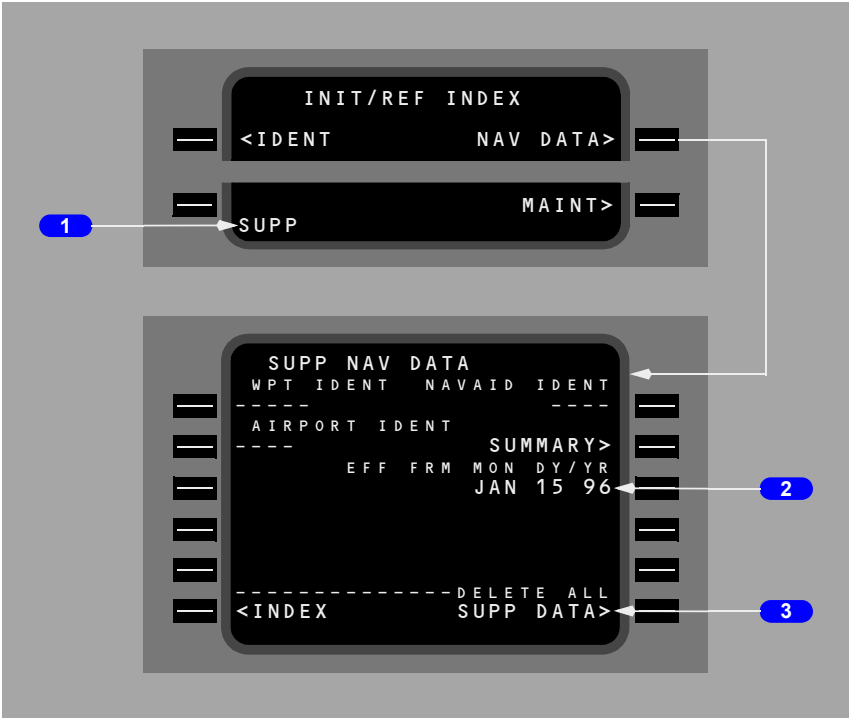 INIT/REF INDEX
<IDENT NAV DATA>
MAINT>
1
SUPP
SUPP NAV DATA
WPT IDENT NAVAID IDENT
----- ----
AIRPORT IDENT
---- SUMMARY>
EFF FRM MON DY/YR
JAN 15 96
2
--------------DELETE ALL
<INDEX SUPP DATA>
3